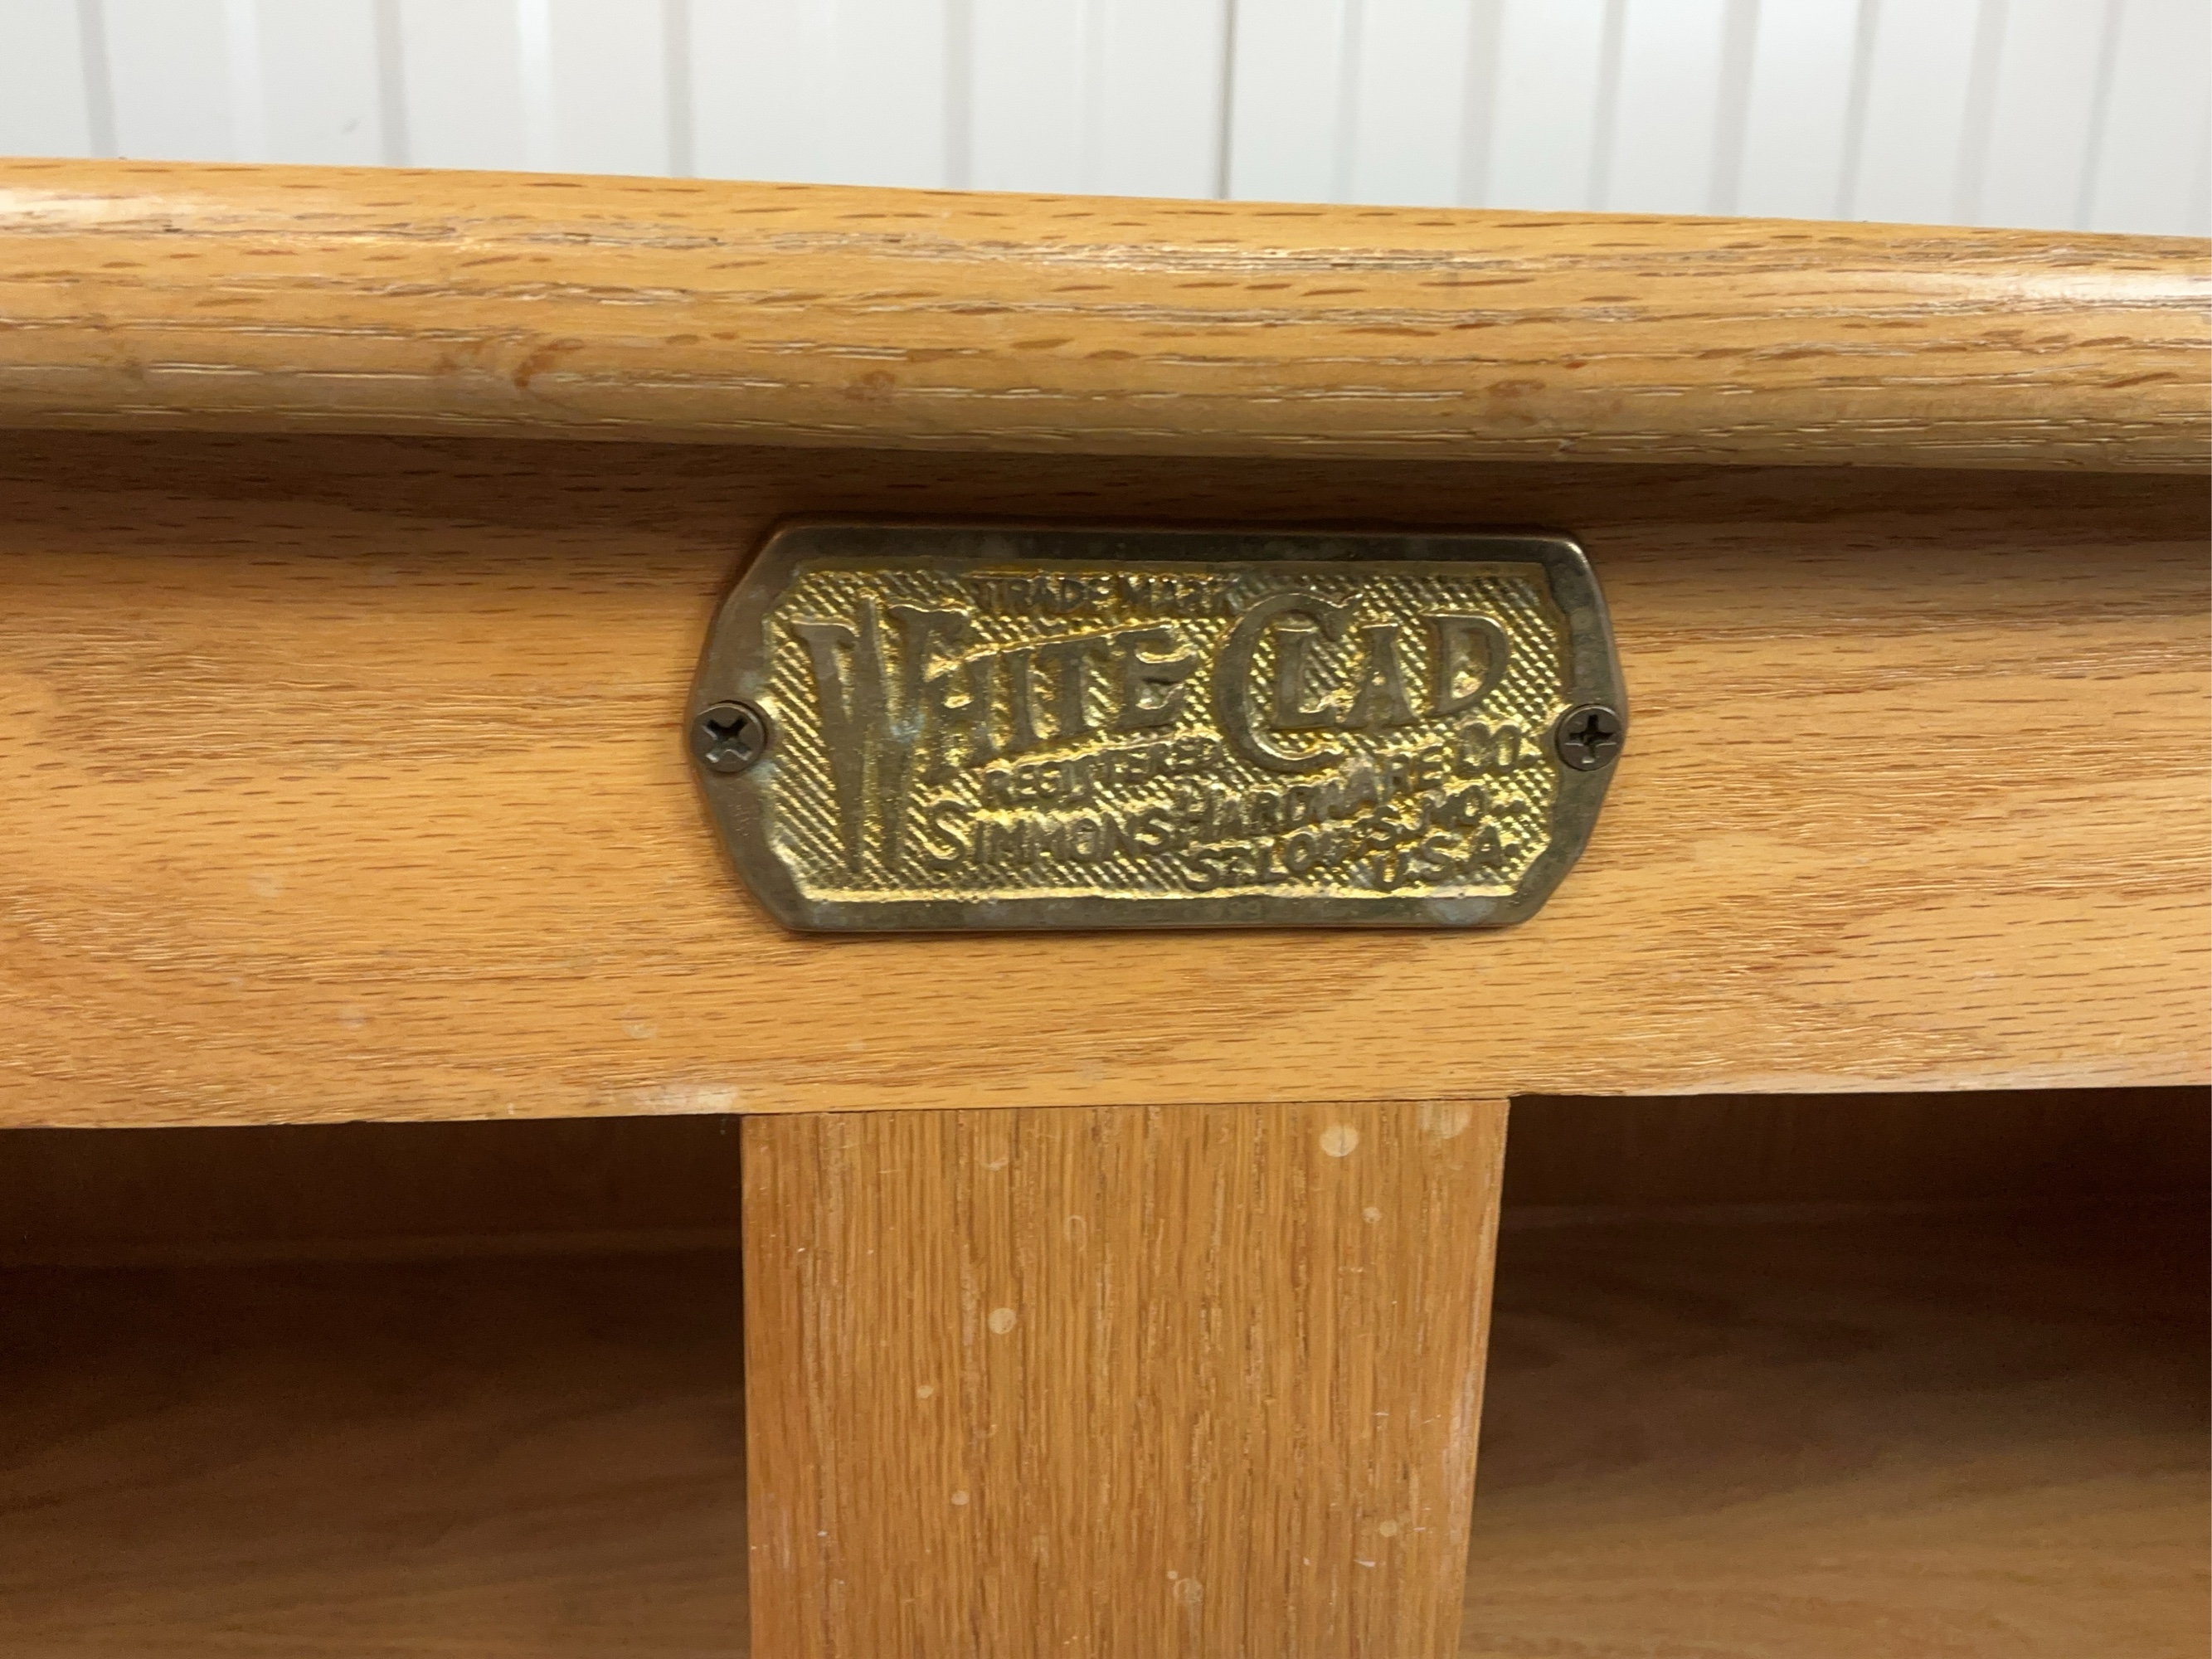 TRADE MARK
WHITE CLAD
REGISTERED
SIMMONS HARDWARE CO.
ST. LOUIS, MO.
U.S.A.